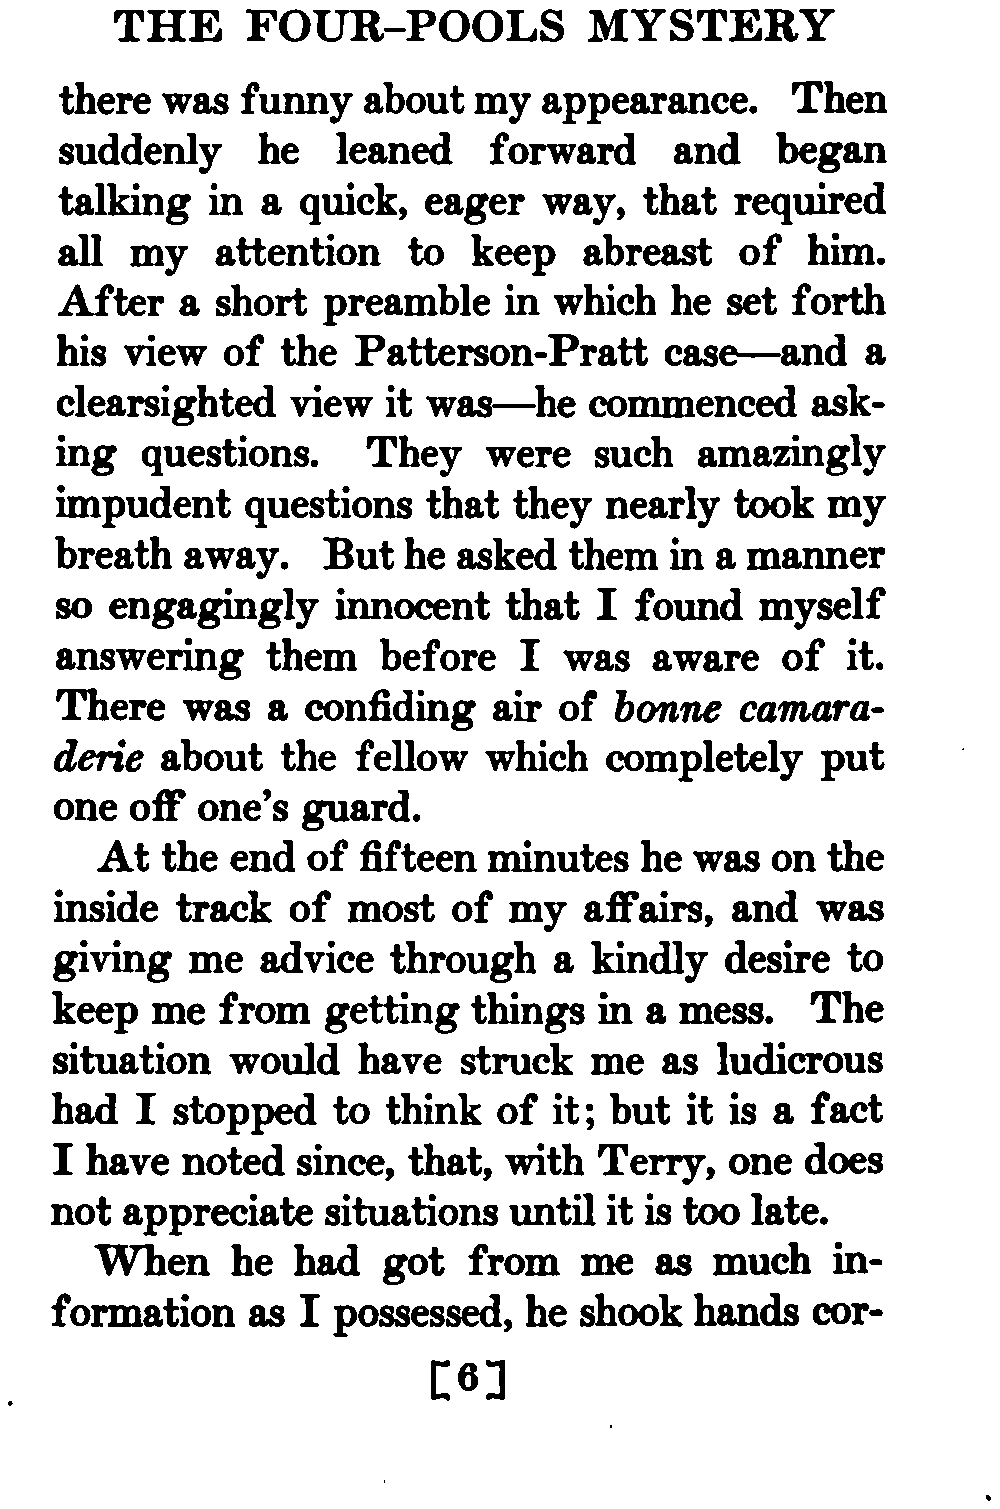 THE FOUR-POOLS MYSTERY
there was funny about my appearance. Then
suddenly he leaned forward and began
talking in a quick, eager way, that required
all my attention to keep abreast of him.
After a short preamble in which he set forth
his view of the Patterson-Pratt case—and a
clearsighted view it was—he commenced ask-
ing questions. They were such amazingly
impudent questions that they nearly took my
breath away. But he asked them in a manner
so engagingly innocent that I found myself
answering them before I was aware of it.
There was a confiding air of bonne camara-
derie about the fellow which completely put
one off one's guard.
At the end of fifteen minutes he was on the
inside track of most of my affairs, and was
giving me advice through a kindly desire to
keep me from getting things in a mess. The
situation would have struck me as ludicrous
had I stopped to think of it; but it is a fact
I have noted since, that, with Terry, one does
not appreciate situations until it is too late.
When he had got from me as much in-
formation as I possessed, he shook hands cor-
[6]